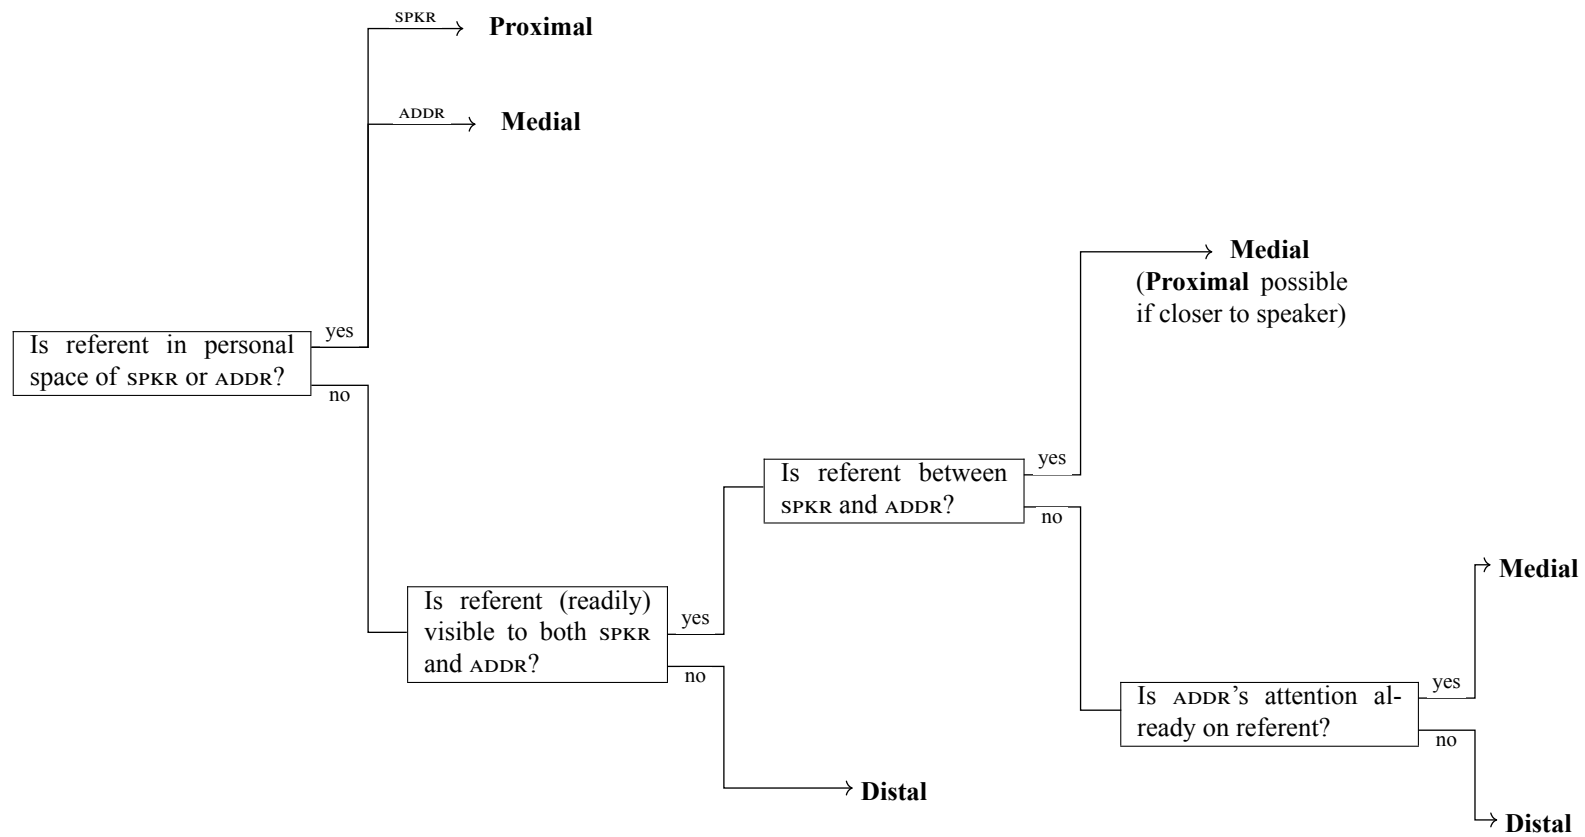 SPKR
Proximal
ADDR
Medial
Medial
(Proximal possible
if closer to speaker)
Is referent in personal
space of SPKR or ADDR?
yes
no
Is referent between
SPKR and ADDR?
yes
no
Medial
Is referent (readily)
visible to both SPKR
and ADDR?
yes
no
Is ADDR’s attention al-
ready on referent?
yes
no
Distal
Distal